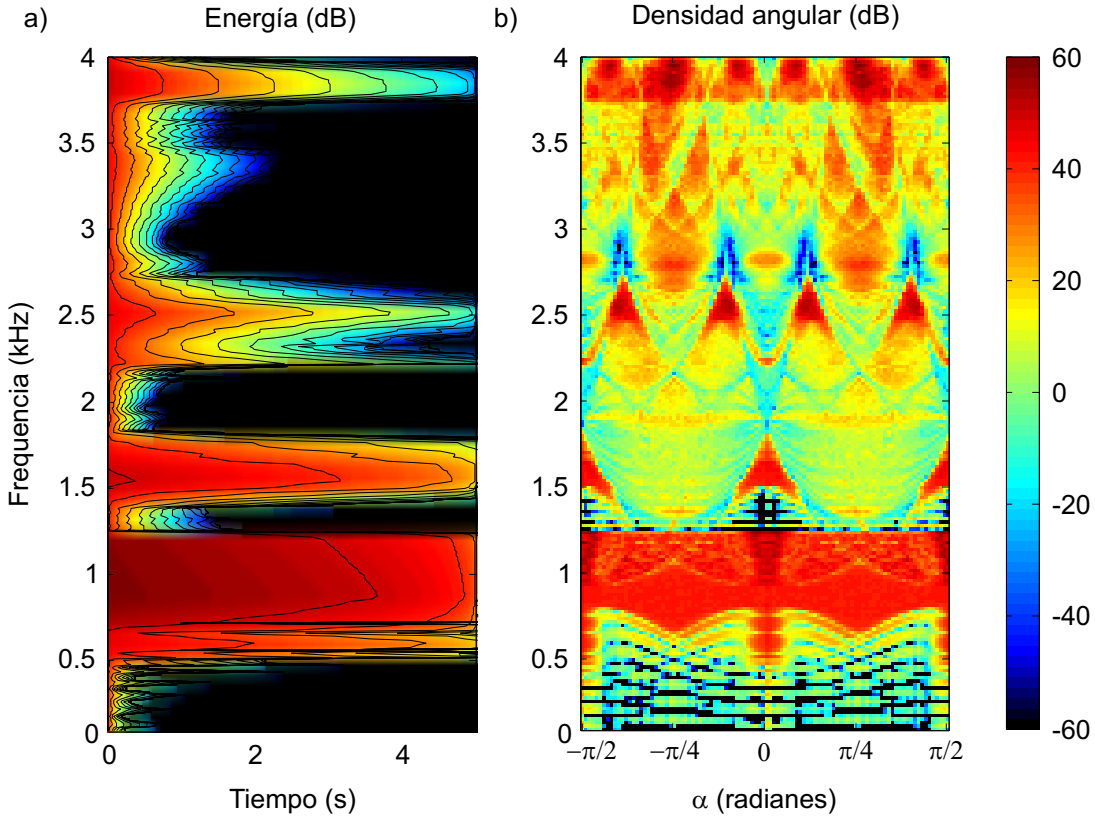 a)
Energía (dB)
b)
Densidad angular (dB)
4
3.5
3
2.5
2
1.5
1
0.5
0
Frecuencia (kHz)
0
2
4
Tiempo (s)
4
3.5
3
2.5
2
1.5
1
0.5
0
−π/2
−π/4
0
π/4
π/2
α (radianes)
60
40
20
0
-20
-40
-60